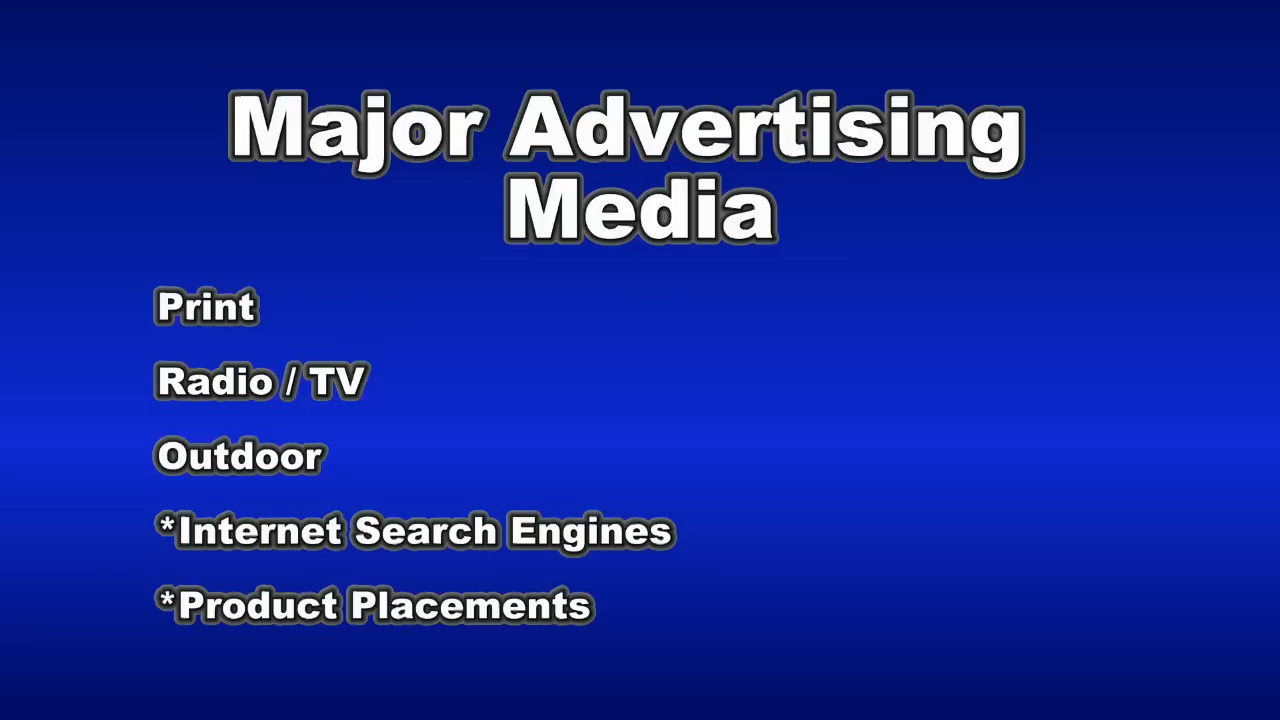 Major Advertising
Media
Print
Radio / TV
Outdoor
*Internet Search Engines
*Product Placements